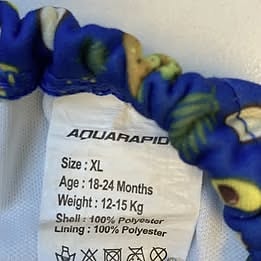 AQUARAPID
Size : XL
Age : 18-24 Months
Weight : 12-15 Kg
Shell : 100% Polyester
Lining : 100% Polyester